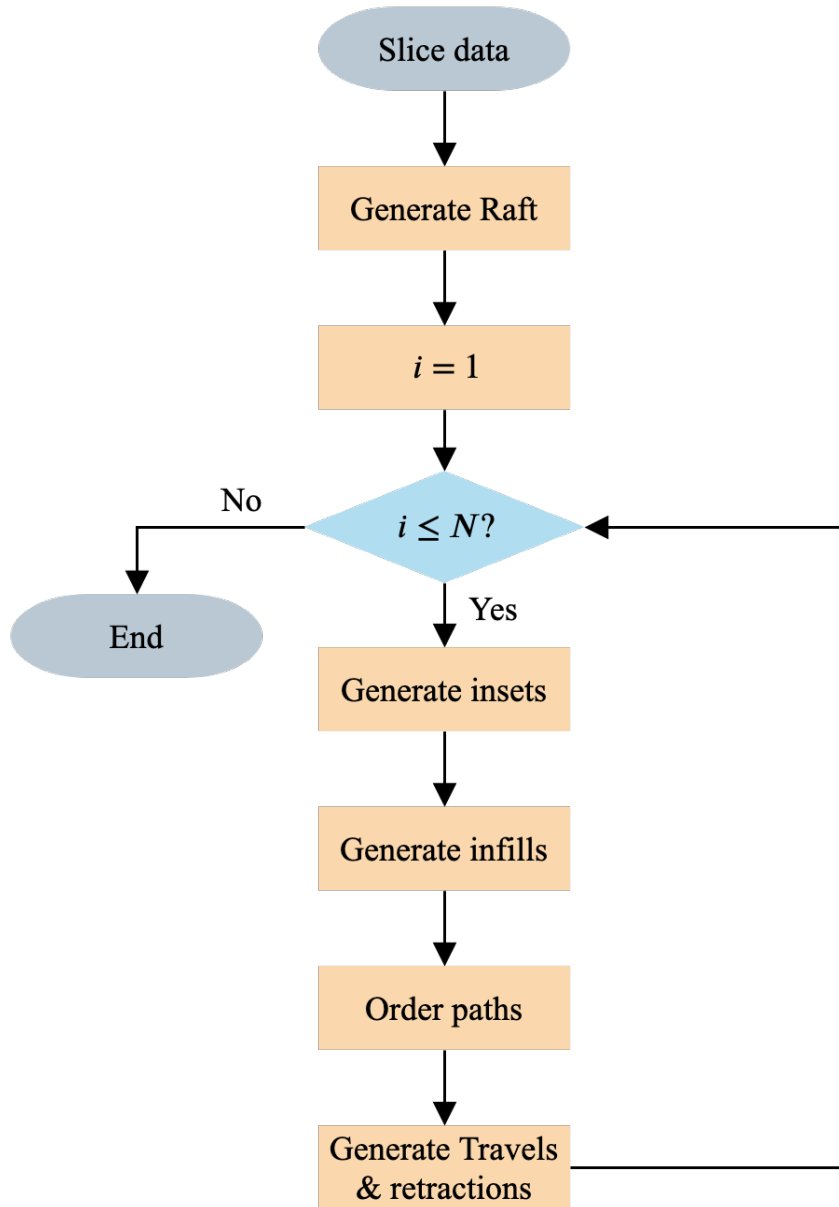 Slice data
Generate Raft
i = 1
No
i ≤ N?
Yes
End
Generate insets
Generate infills
Order paths
Generate Travels
& retractions